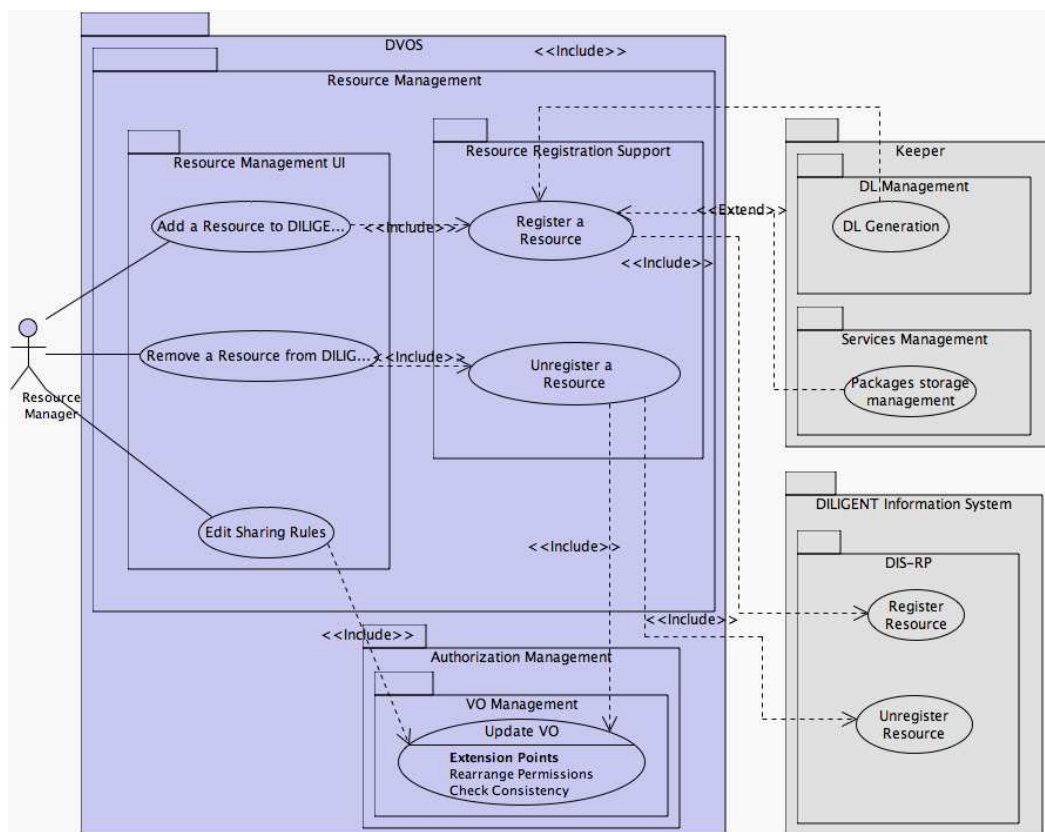 DVOS
<<Include>>
Resource Management
Resource Management UI
Resource Registration Support
Keeper
DL Management
Add a Resource to DILIGE...
<<Include>>
Register a
Resource
<<Extend>>
DL Generation
<<Include>>
Services Management
Remove a Resource from DILIG...
<<Include>>
Unregister a
Resource
Packages storage
management
Resource
Manager
DILIGENT Information System
Edit Sharing Rules
<<Include>>
DIS-RP
Register
Resource
<<Include>>
<<Include>>
Authorization Management
VO Management
Update VO
Unregister
Resource
Extension Points
Rearrange Permissions
Check Consistency